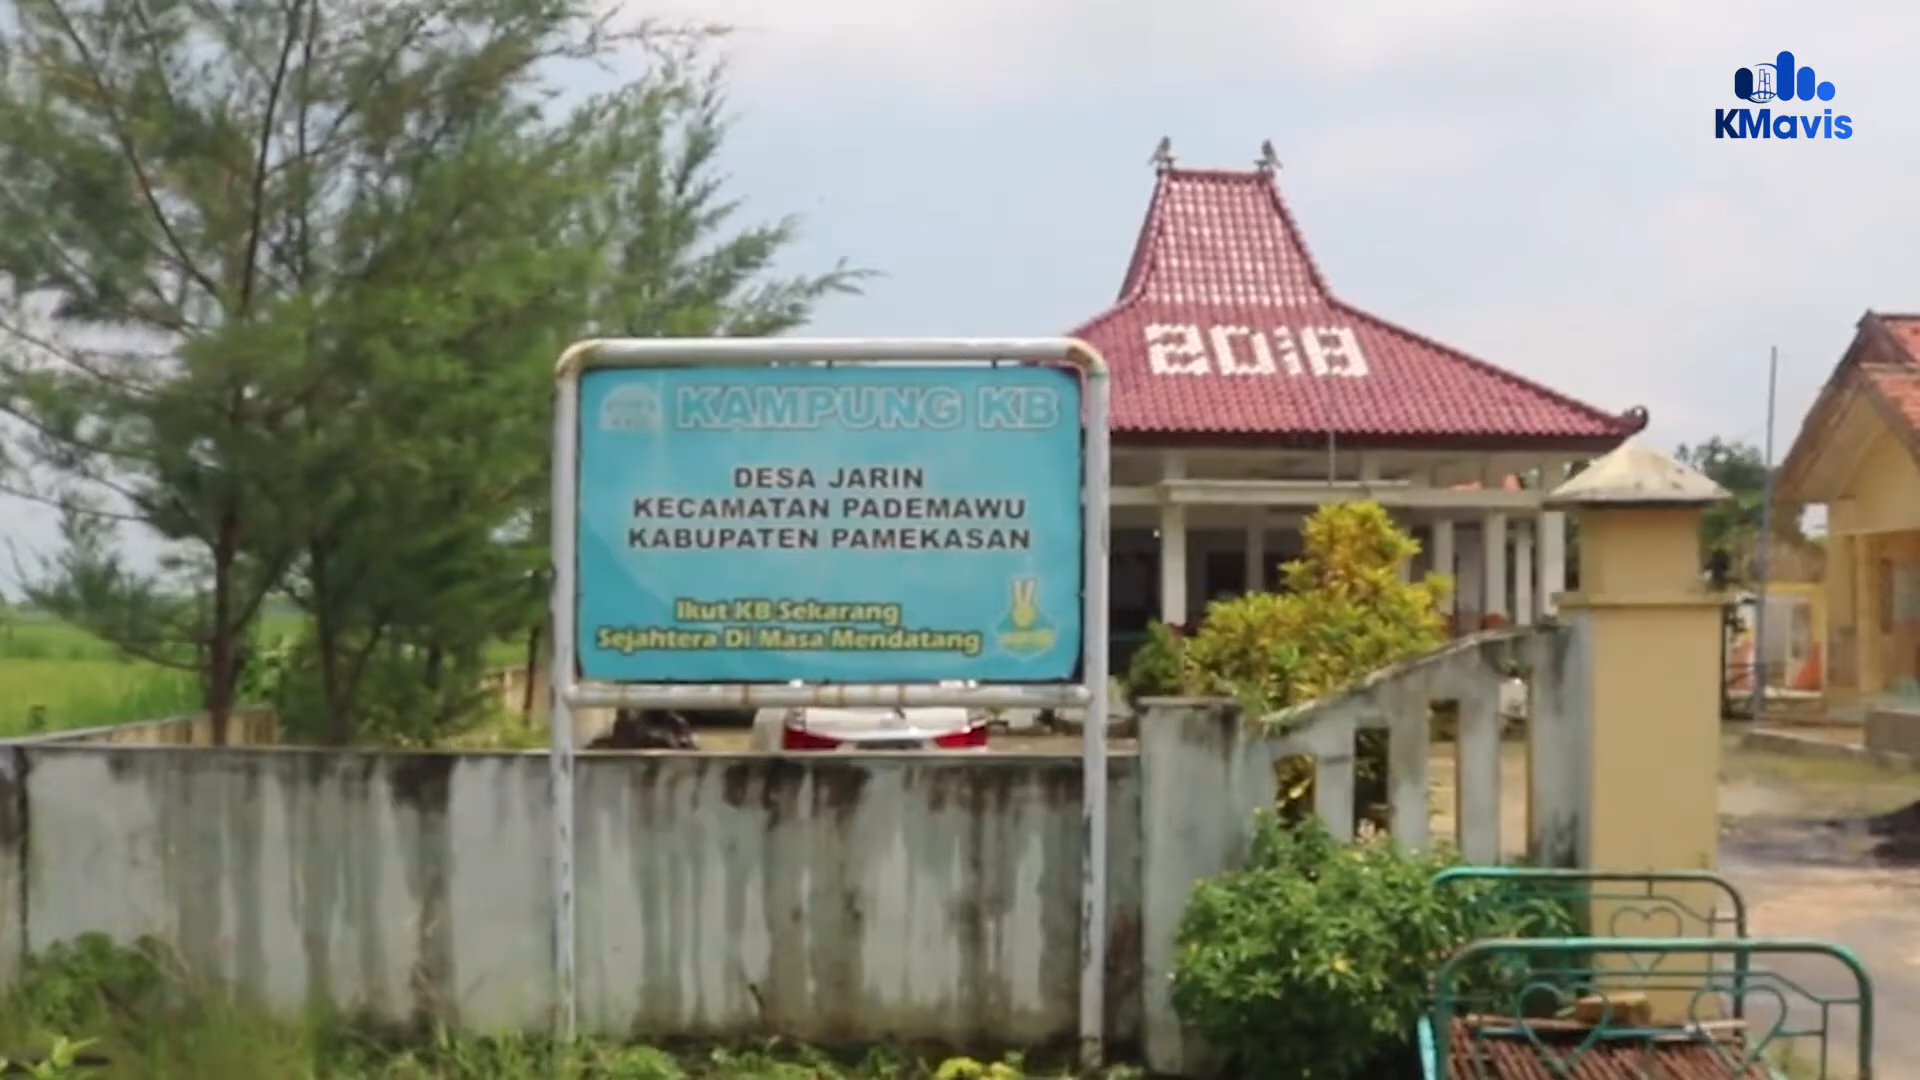 KMavis
2018
KAMPUNG KB
DESA JARIN
KECAMATAN PADEMAWU
KABUPATEN PAMEKASAN
Ikut KB Sekarang
Sejahtera Di Masa Mendatang